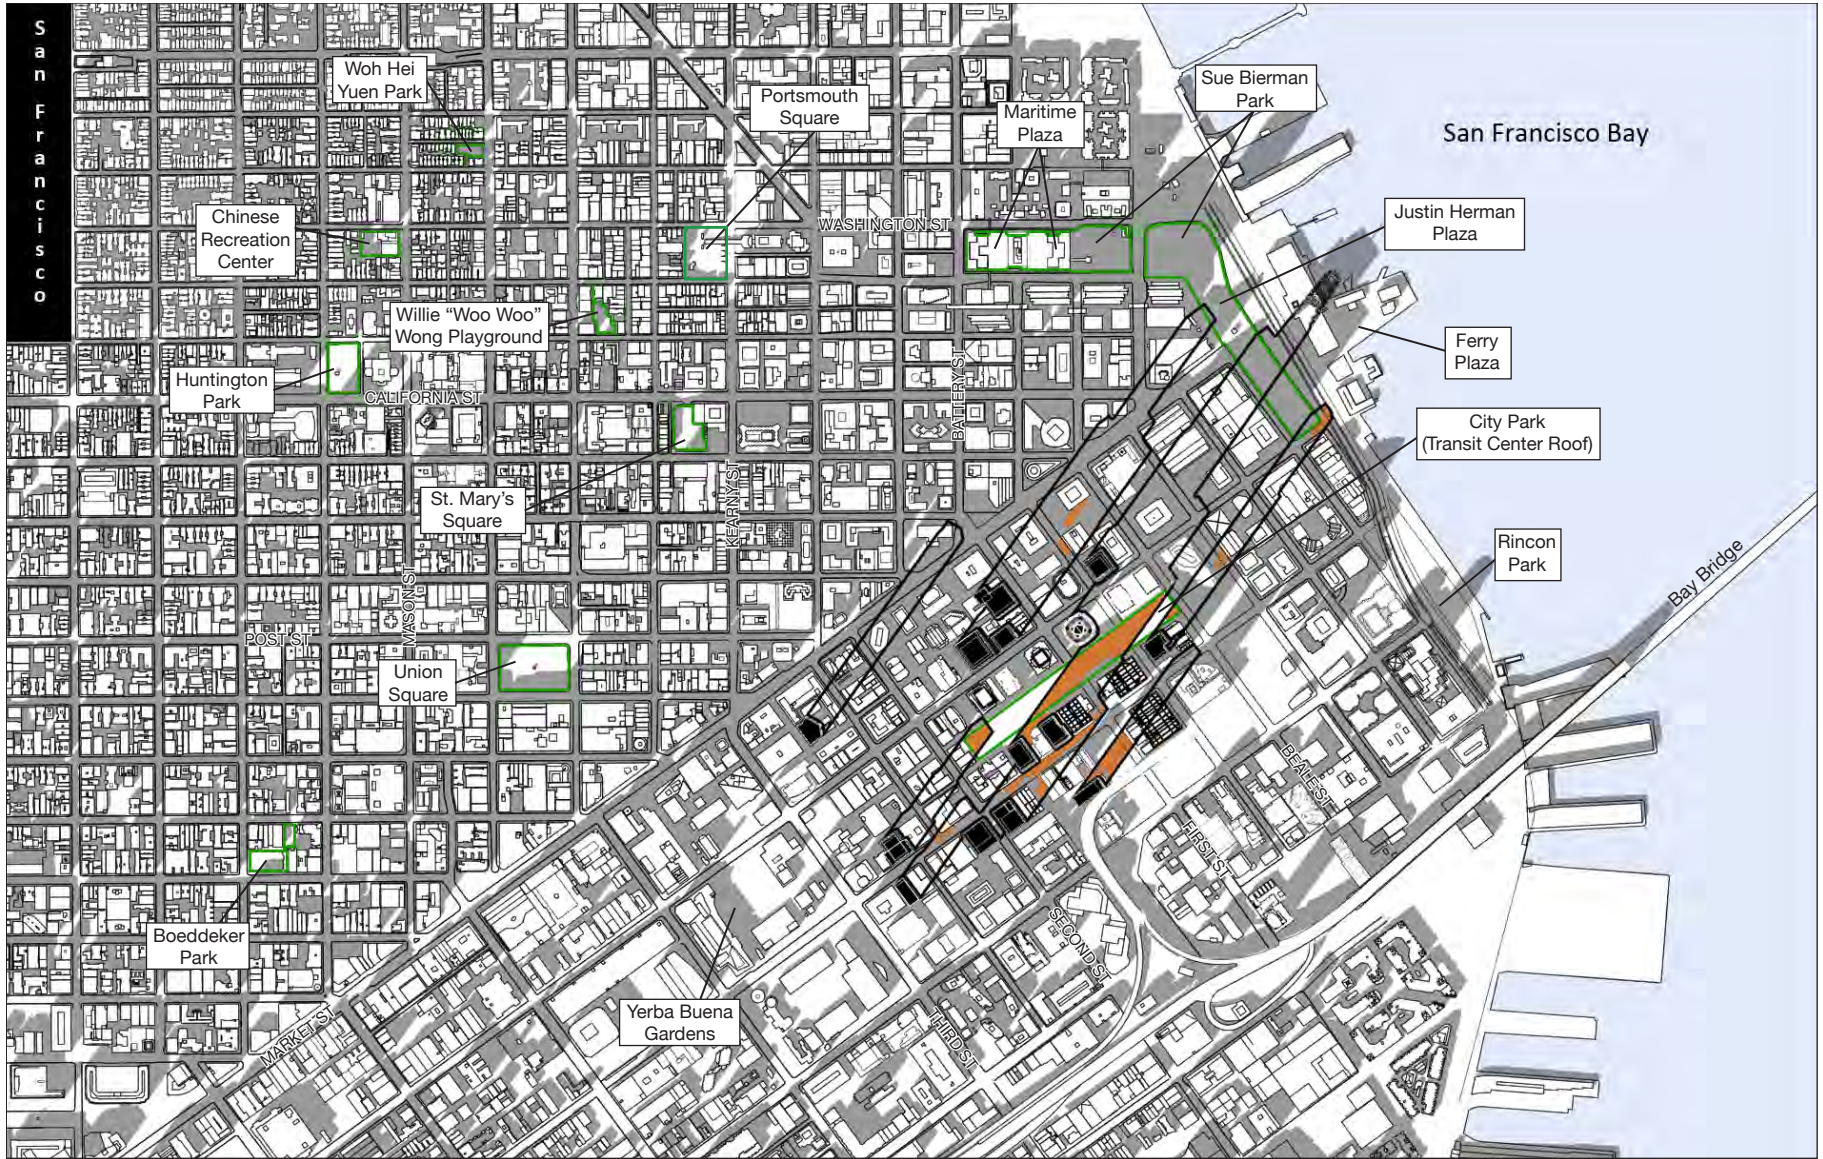 San Francisco
Woh Hei
Yuen Park
Portsmouth
Square
Maritime
Plaza
Sue Bierman
Park
San Francisco Bay
Chinese
Recreation
Center
WASHINGTON ST
Justin Herman
Plaza
Willie “Woo Woo”
Wong Playground
Ferry
Plaza
BATTERY ST
Huntington
Park
CALIFORNIA ST
City Park
(Transit Center Roof)
St. Mary’s
Square
KEARNY ST
Rincon
Park
Bay Bridge
MASON ST
POST ST
Union
Square
BEALE ST
FIRST ST
Boeddeker
Park
SECOND ST
Yerba Buena
Gardens
MARKET ST
THIRD ST